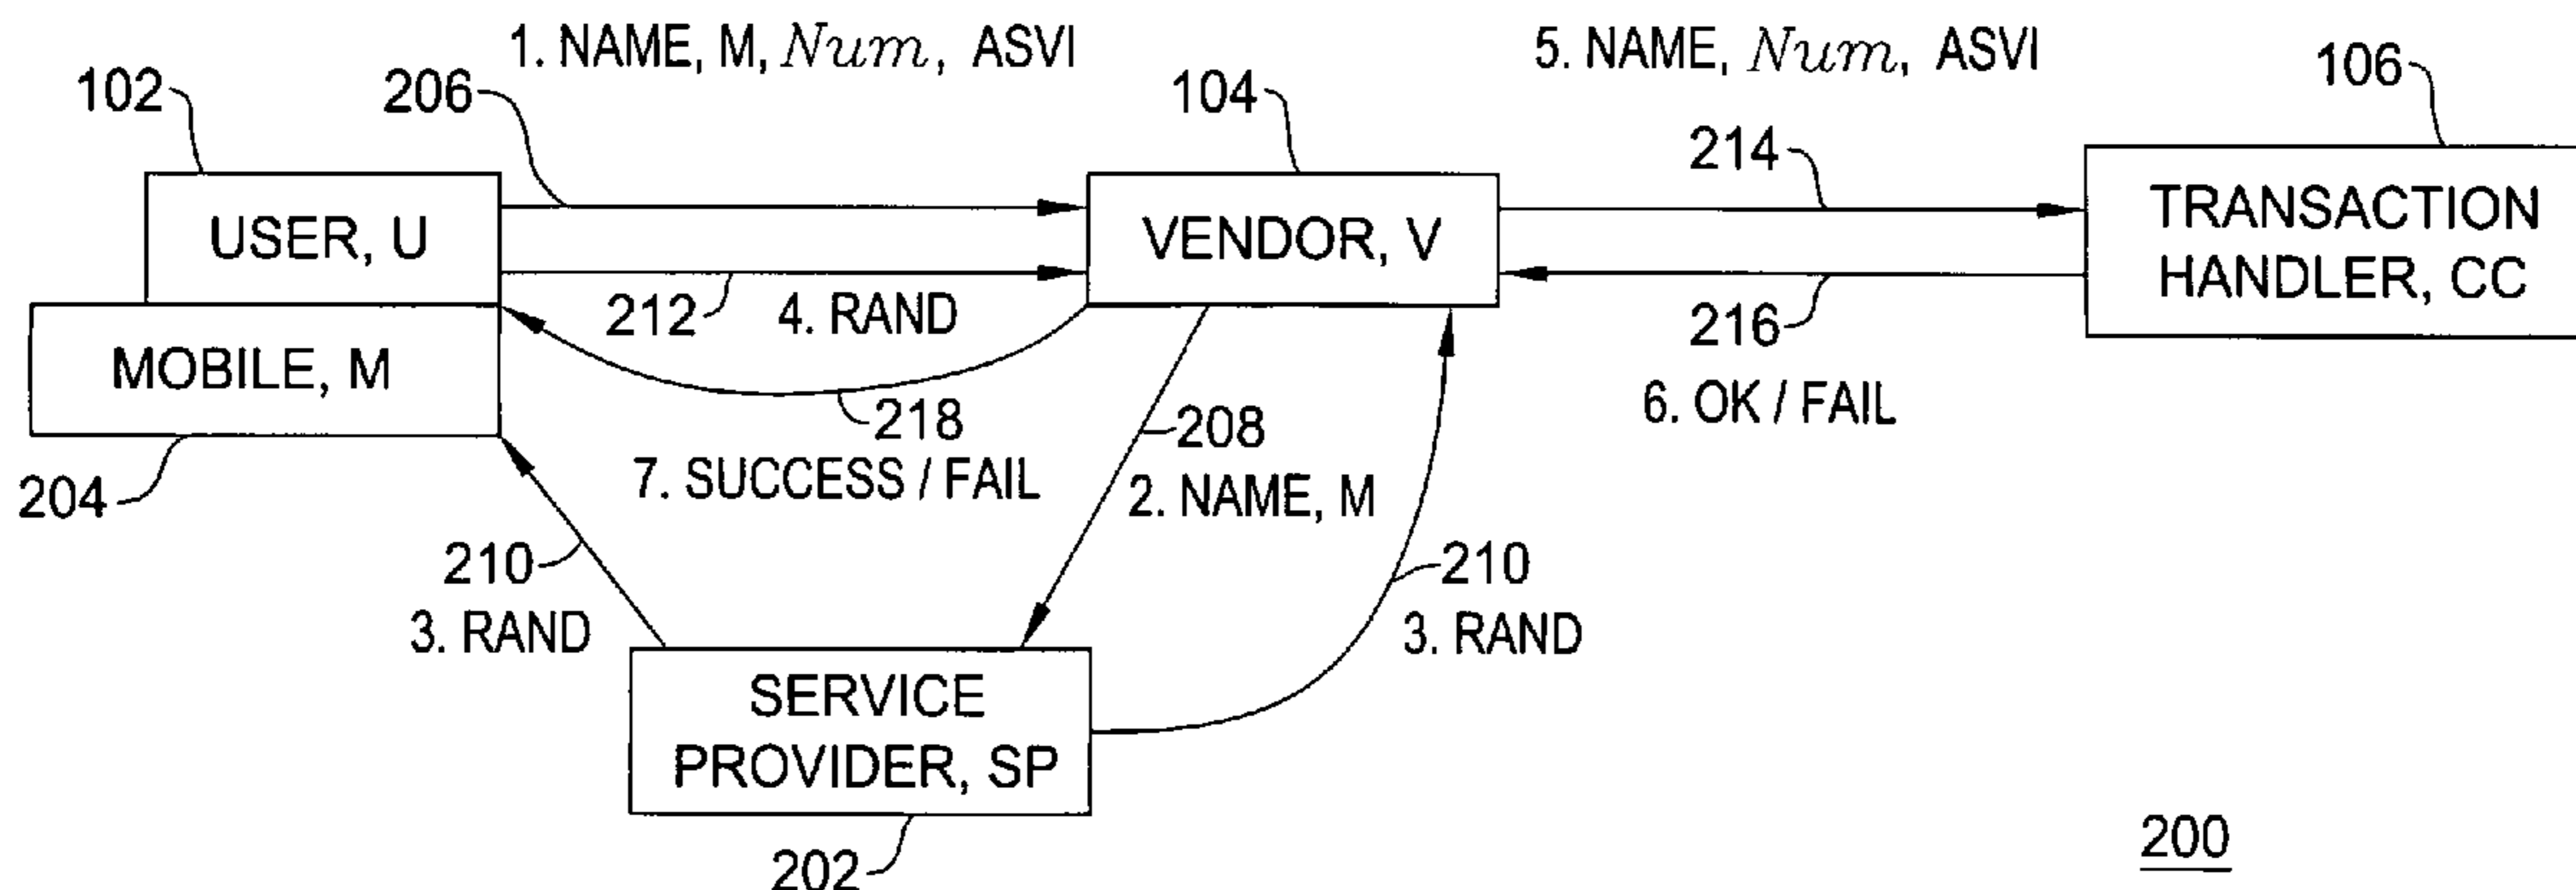 1. NAME, M, Num, ASVI
5. NAME, Num, ASVI
102
206
104
214
106
USER, U
VENDOR, V
TRANSACTION
HANDLER, CC
212
4. RAND
216
MOBILE, M
218
208
6. OK / FAIL
7. SUCCESS / FAIL
2. NAME, M
204
210
3. RAND
210
3. RAND
SERVICE
PROVIDER, SP
202
200